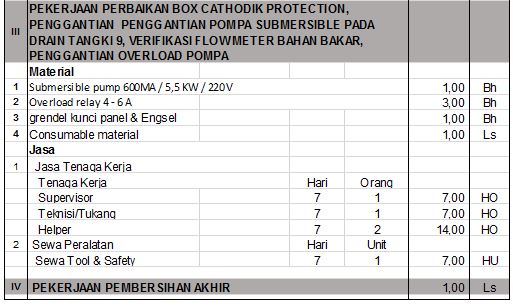 III PEKERJAAN PERBAIKAN BOX CATHODIK PROTECTION,
PENGGANTIAN PENGGANTIAN POMPA SUBMERSIBLE PADA
DRAIN TANGKI 9, VERIFIKASI FLOWMETER BAHAN BAKAR,
PENGGANTIAN OVERLOAD POMPA
Material
1 Submersible pump 600MA / 5,5 KW / 220V 1,00 Bh
2 Overload relay 4 - 6 A 3,00 Bh
3 grendel kunci panel & Engsel 1,00 Bh
4 Consumable material 1,00 Ls
Jasa
1 Jasa Tenaga Kerja
Tenaga Kerja Hari Orang
Supervisor 7 1 7,00 HO
Teknisi/Tukang 7 1 7,00 HO
Helper 7 2 14,00 HO
2 Sewa Peralatan Hari Unit
Sewa Tool & Safety 7 1 7,00 HU
IV PEKERJAAN PEMBERSIHAN AKHIR 1,00 Ls